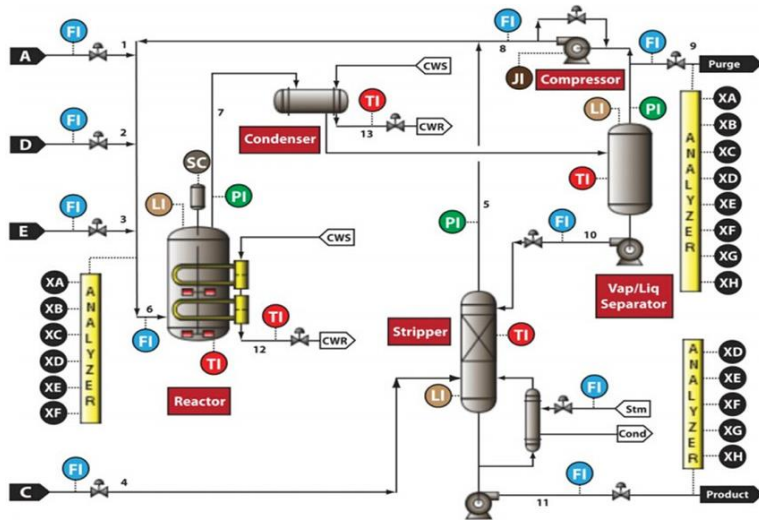 FI
1
A
FI
8
FI
9
Purge
JI
Compressor
CWS
7
TI
13
CWR
Condenser
LI
PI
XA
XB
XC
XD
XE
XF
XG
XH
ANALYZER
FI
2
D
SC
LI
PI
TI
5
FI
3
E
PI
FI
10
CWS
Vap/Liq
Separator
XA
XB
XC
XD
XE
XF
ANALYZER
6
FI
TI
12
CWR
TI
Reactor
Stripper
TI
LI
FI
Stm
Cond
XD
XE
XF
XG
XH
ANALYZER
FI
4
C
FI
11
Product